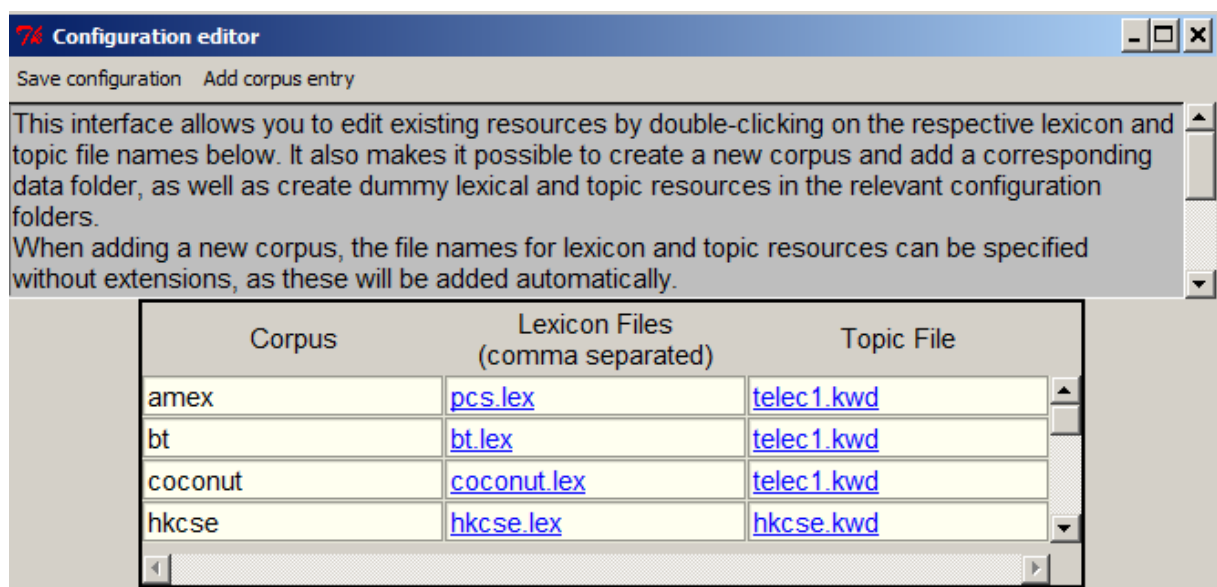 Configuration editor
Save configuration Add corpus entry
This interface allows you to edit existing resources by double-clicking on the respective lexicon and
topic file names below. It also makes it possible to create a new corpus and add a corresponding
data folder, as well as create dummy lexical and topic resources in the relevant configuration
folders.
When adding a new corpus, the file names for lexicon and topic resources can be specified
without extensions, as these will be added automatically.
Corpus Lexicon Files Topic File
(comma separated)
amex pcs.lex telec1.kwd
bt bt.lex telec1.kwd
coconut coconut.lex telec1.kwd
hkcse hkcse.lex hkcse.kwd